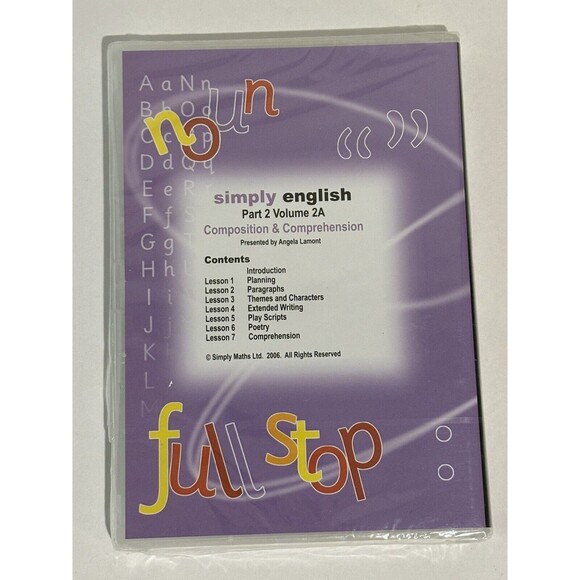 A a N n
B b O o
C c p
D d Q q
E e R
F f S
G g T
H h U
I i
J j
K
L
M
noun
“ ”
simply english
Part 2 Volume 2A
Composition & Comprehension
Presented by Angela Lamont
Contents
Introduction
Lesson 1 Planning
Lesson 2 Paragraphs
Lesson 3 Themes and Characters
Lesson 4 Extended Writing
Lesson 5 Play Scripts
Lesson 6 Poetry
Lesson 7 Comprehension
© Simply Maths Ltd. 2006. All Rights Reserved
full stop